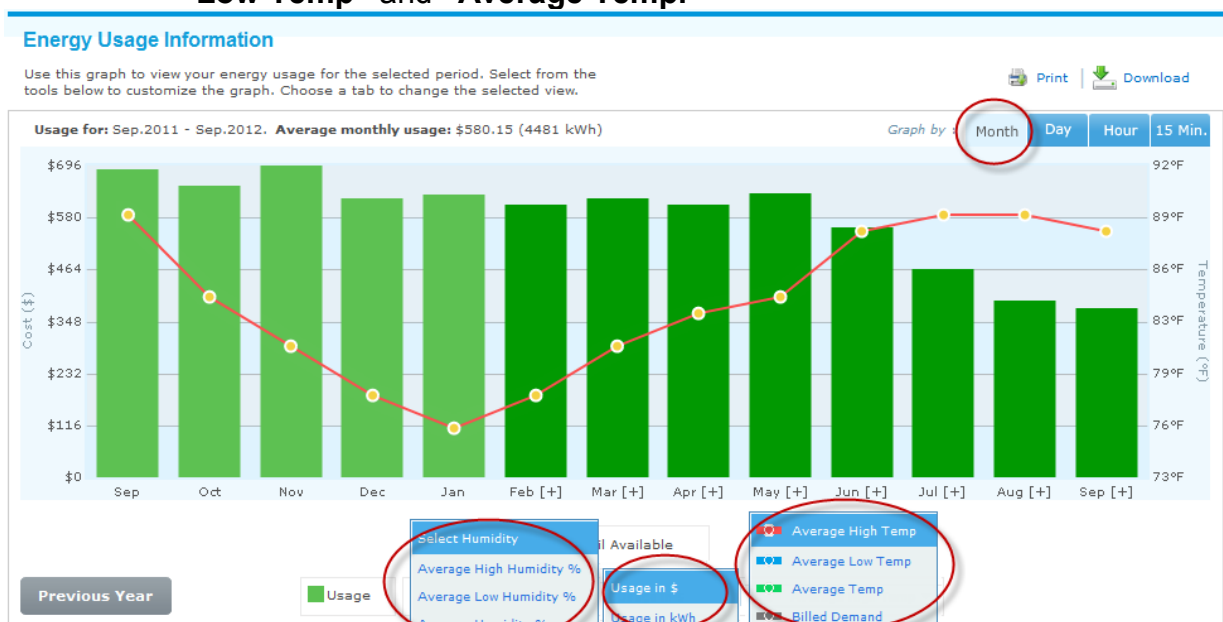 "Low Temp" and "Average Temp."
Energy Usage Information
Use this graph to view your energy usage for the selected period. Select from the
tools below to customize the graph. Choose a tab to change the selected view.
Print | Download
Usage for: Sep.2011 - Sep.2012. Average monthly usage: $580.15 (4481 kWh)
Graph by : Month Day Hour 15 Min.
$696 92°F
$580 89°F
$464 86°F
$348 83°F
$232 79°F
$116 76°F
$0 73°F
Cost ($)
Temperature (°F)
Sep Oct Nov Dec Jan Feb [+] Mar [+] Apr [+] May [+] Jun [+] Jul [+] Aug [+] Sep [+]
Select Humidity
Average High Humidity %
Average Low Humidity %
Available
Usage in $
Usage in kWh
Average High Temp
Average Low Temp
Average Temp
Billed Demand
Previous Year
Usage